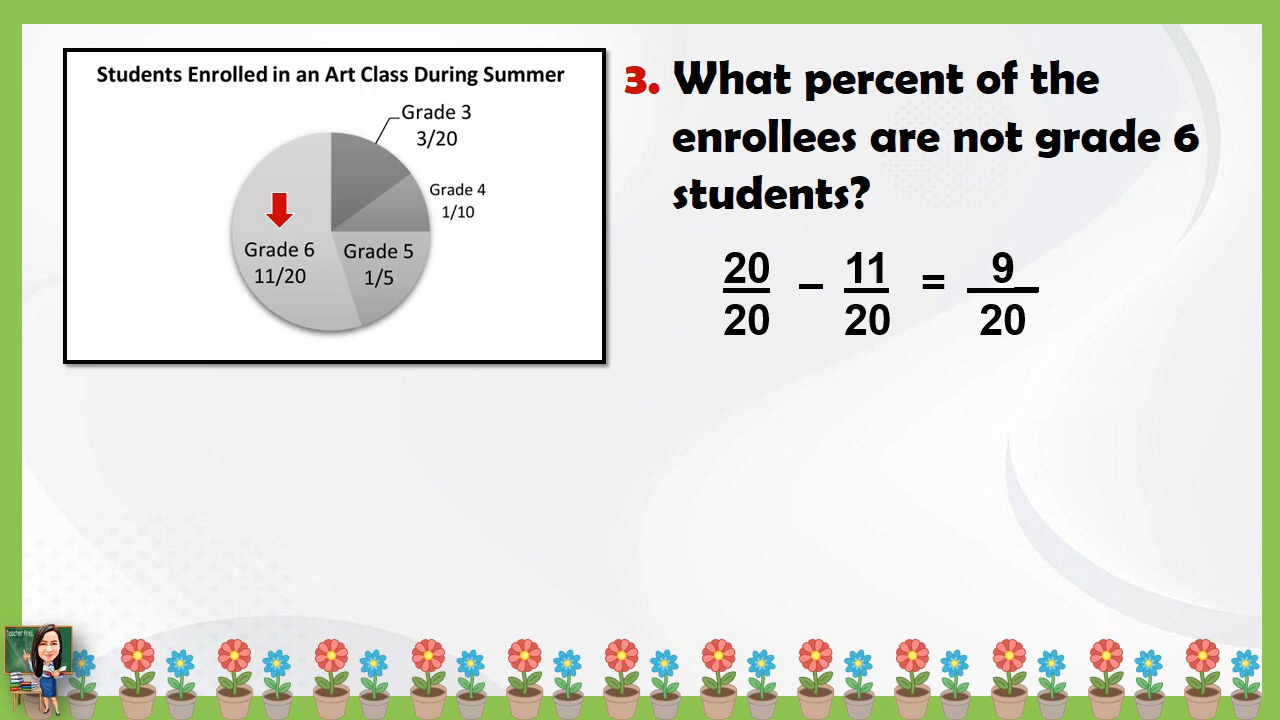 Students Enrolled in an Art Class During Summer
Grade 3
3/20
Grade 4
1/10
Grade 6
11/20
Grade 5
1/5
3. What percent of the
enrollees are not grade 6
students?
20 – 11 = 9_
20 20 20